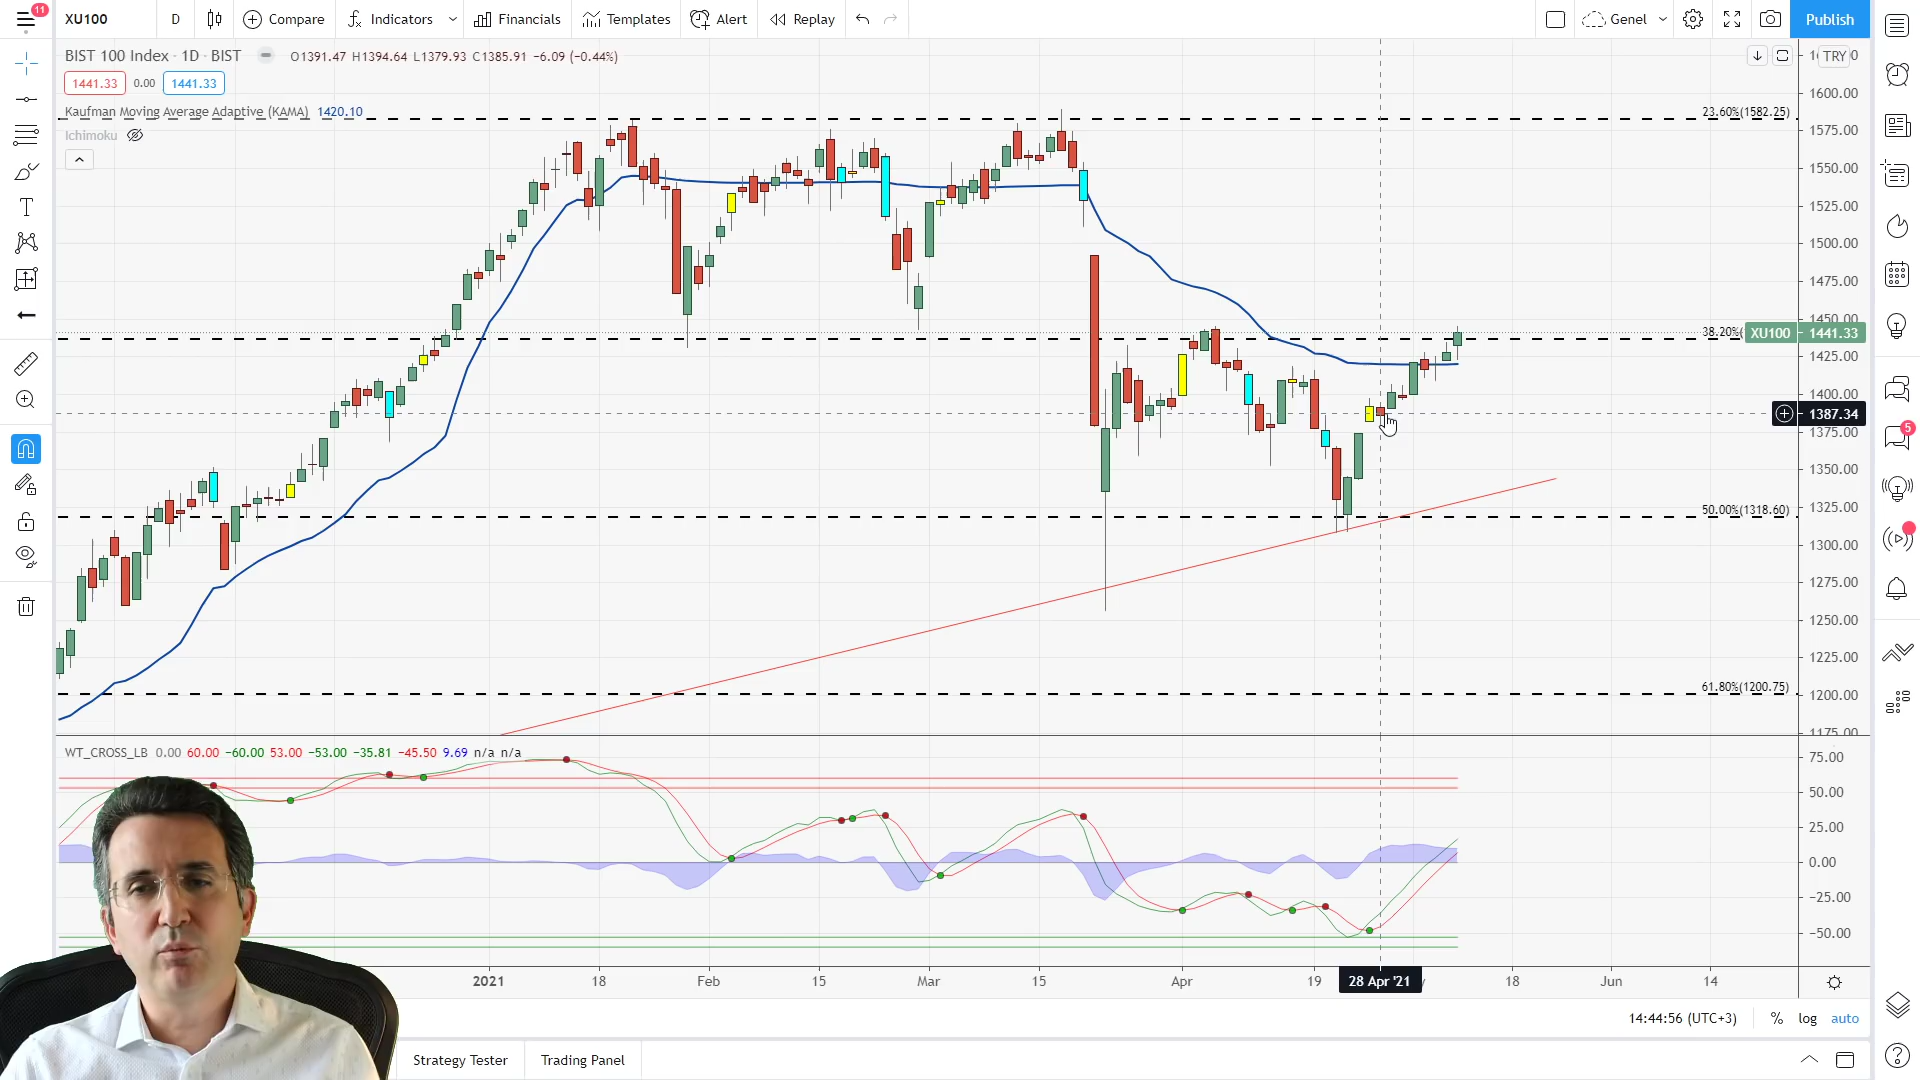 11
XU100 D Compare Indicators Financials Templates Alert Replay Genel Publish
BIST 100 Index · 1D · BIST O1391.47 H1394.64 L1379.93 C1385.91 −6.09 (−0.44%)
TRY
1441.33 0.00 1441.33
Kaufman Moving Average Adaptive (KAMA) 1420.10
Ichimoku
1600.00
23.60%(1582.25)
1575.00
1550.00
1525.00
1500.00
1475.00
1450.00
38.20%( XU100 1441.33
1425.00
1400.00
1387.34
1375.00
5
1350.00
50.00%(1318.60)
1325.00
1300.00
1275.00
1250.00
1225.00
61.80%(1200.75)
1200.00
1175.00
WT_CROSS_LB 0.00 60.00 −60.00 53.00 −53.00 −35.81 −45.50 9.69 n/a n/a
75.00
50.00
25.00
0.00
−25.00
−50.00
2021 18 Feb 15 Mar 15 Apr 19 28 Apr '21 18 Jun 14
14:44:56 (UTC+3) % log auto
Strategy Tester Trading Panel